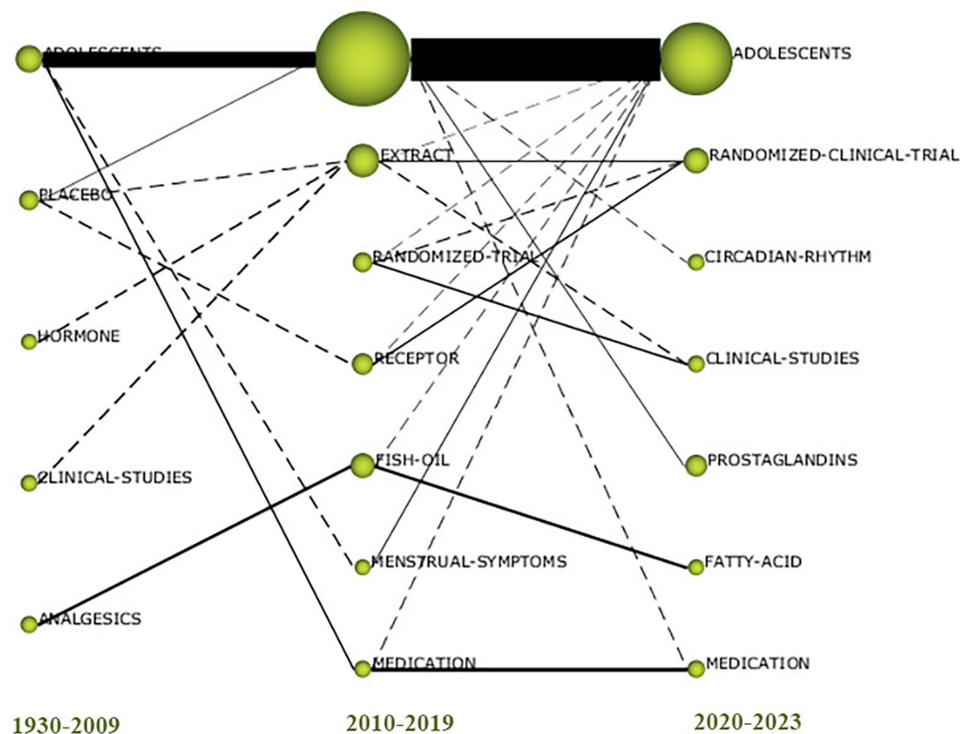 ADOLESCENTS
PLACEBO
HORMONE
CLINICAL-STUDIES
ANALGESICS
1930-2009
EXTRACT
RANDOMIZED-TRIAL
RECEPTOR
FISH-OIL
MENSTRUAL-SYMPTOMS
MEDICATION
2010-2019
ADOLESCENTS
RANDOMIZED-CLINICAL-TRIAL
CIRCADIAN-RHYTHM
CLINICAL-STUDIES
PROSTAGLANDINS
FATTY-ACID
MEDICATION
2020-2023